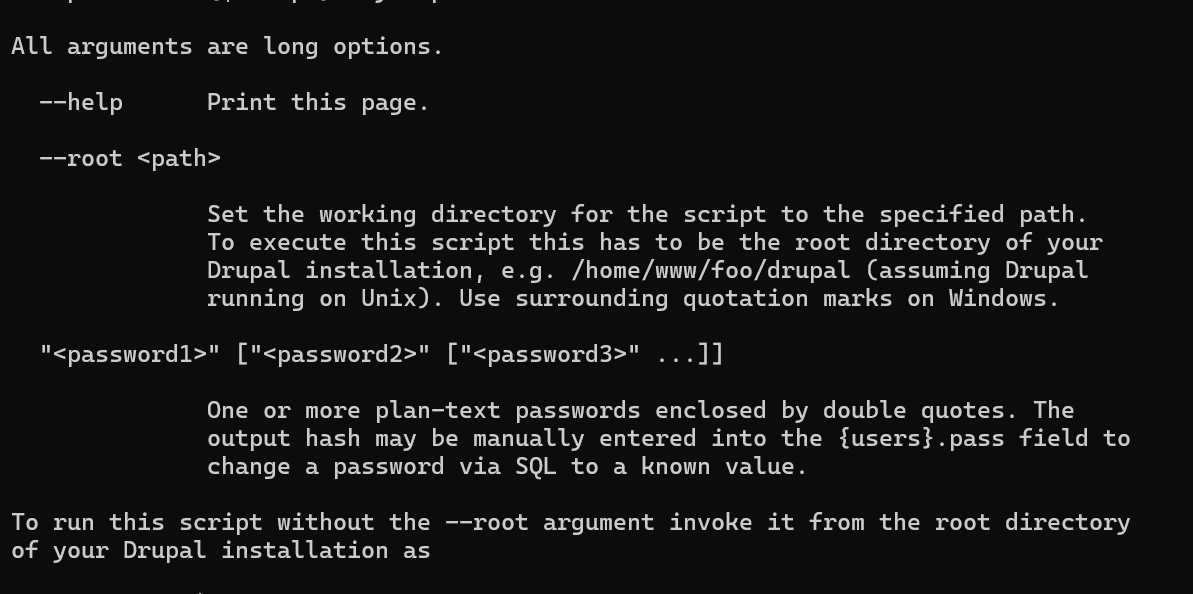 All arguments are long options.
--help Print this page.
--root <path>
Set the working directory for the script to the specified path.
To execute this script this has to be the root directory of your
Drupal installation, e.g. /home/www/foo/drupal (assuming Drupal
running on Unix). Use surrounding quotation marks on Windows.
"<password1>" ["<password2>" ["<password3>" ...]]
One or more plan-text passwords enclosed by double quotes. The
output hash may be manually entered into the {users}.pass field to
change a password via SQL to a known value.
To run this script without the --root argument invoke it from the root directory
of your Drupal installation as